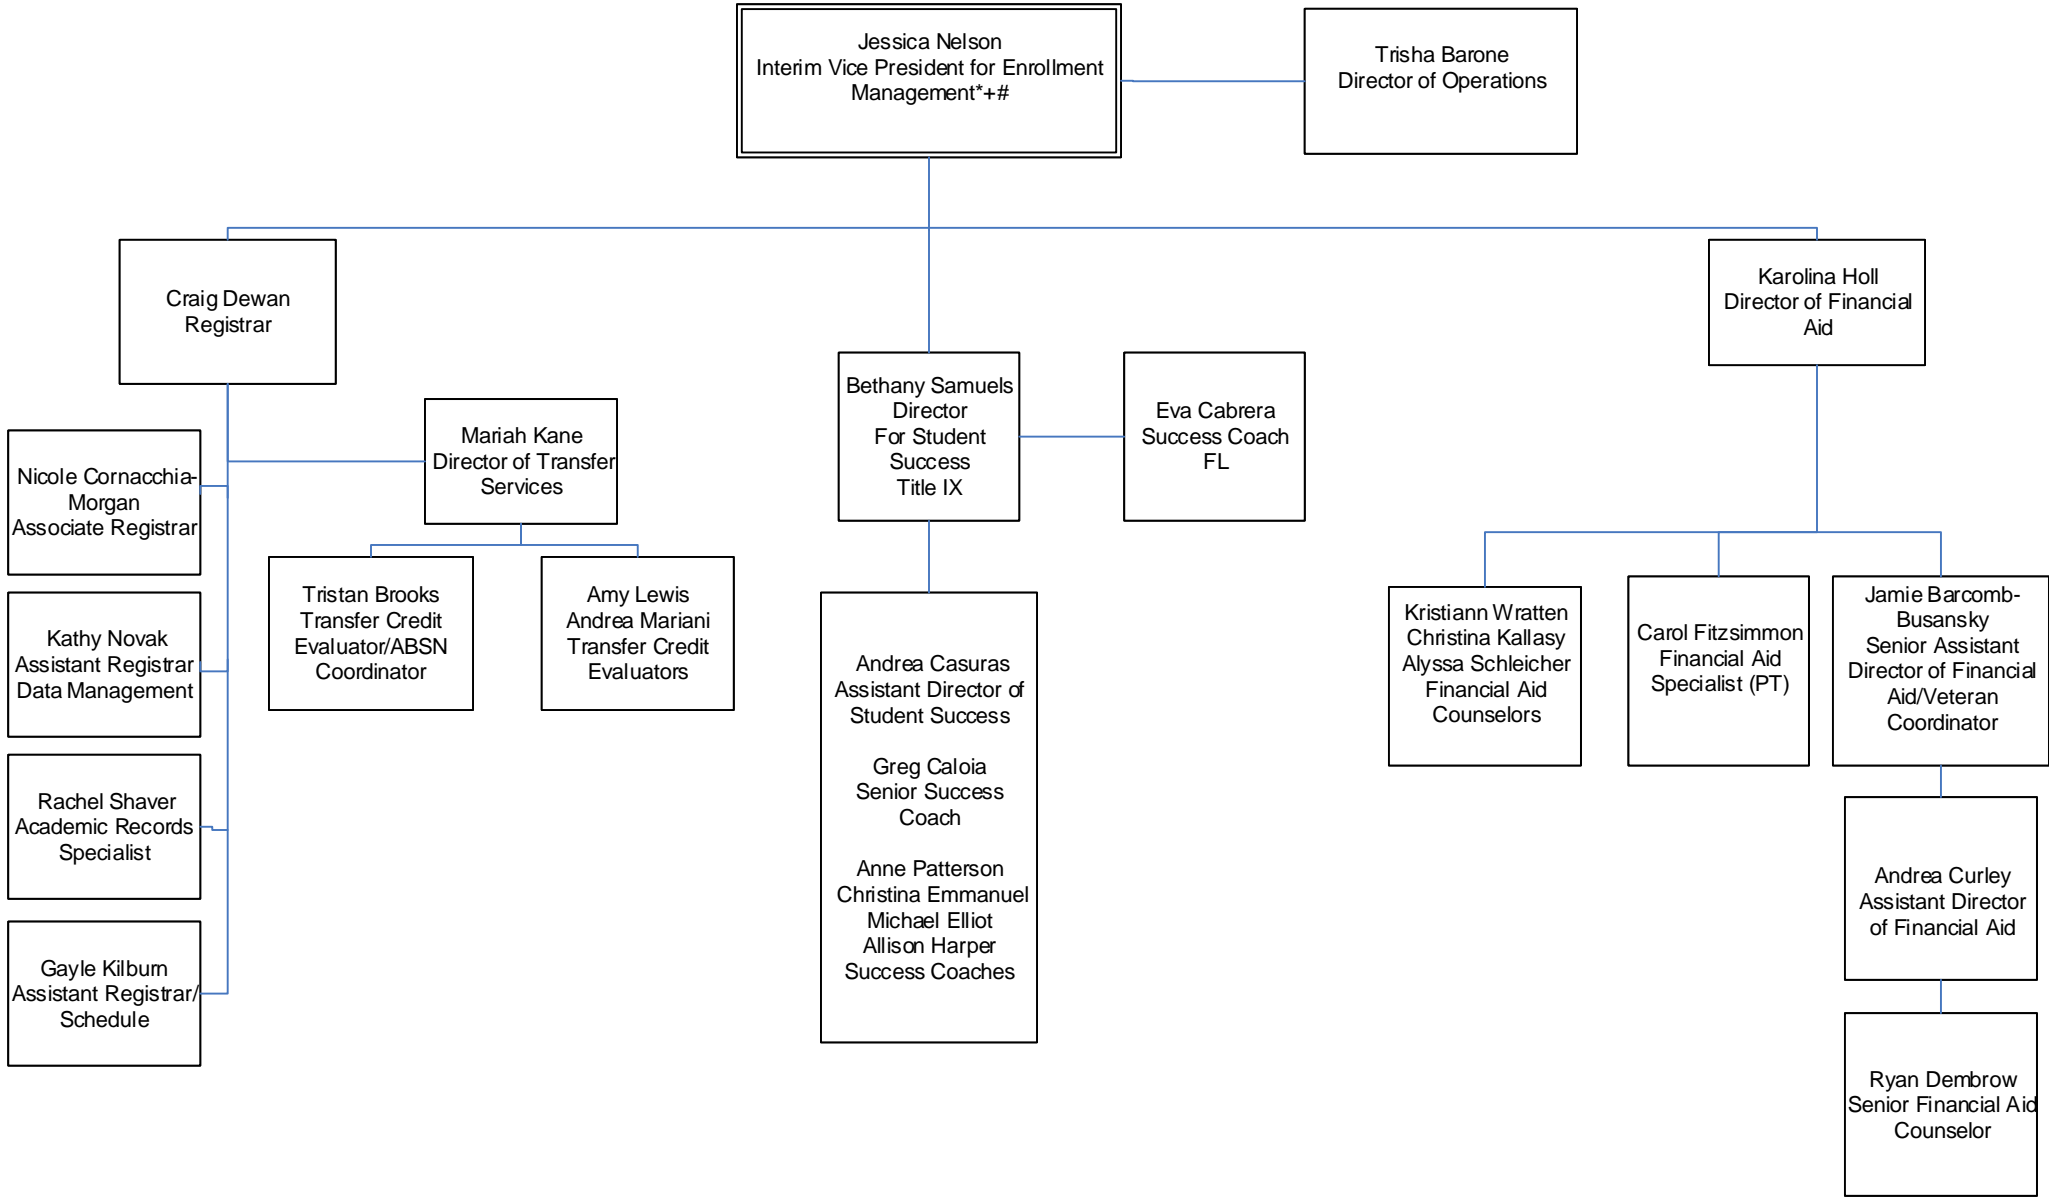 Jessica Nelson
Interim Vice President for Enrollment
Management*+#
Trisha Barone
Director of Operations
Craig Dewan
Registrar
Karolina Holl
Director of Financial
Aid
Bethany Samuels
Director
For Student
Success
Title IX
Eva Cabrera
Success Coach
FL
Mariah Kane
Director of Transfer
Services
Nicole Cornacchia-
Morgan
Associate Registrar
Tristan Brooks
Transfer Credit
Evaluator/ABSN
Coordinator
Amy Lewis
Andrea Mariani
Transfer Credit
Evaluators
Kathy Novak
Assistant Registrar
Data Management
Rachel Shaver
Academic Records
Specialist
Gayle Kilburn
Assistant Registrar/
Schedule
Andrea Casuras
Assistant Director of
Student Success
Greg Caloia
Senior Success
Coach
Anne Patterson
Christina Emmanuel
Michael Elliot
Allison Harper
Success Coaches
Kristiann Wratten
Christina Kallasy
Alyssa Schleicher
Financial Aid
Counselors
Carol Fitzsimmon
Financial Aid
Specialist (PT)
Jamie Barcomb-
Busansky
Senior Assistant
Director of Financial
Aid/Veteran
Coordinator
Andrea Curley
Assistant Director
of Financial Aid
Ryan Dembrow
Senior Financial Aid
Counselor